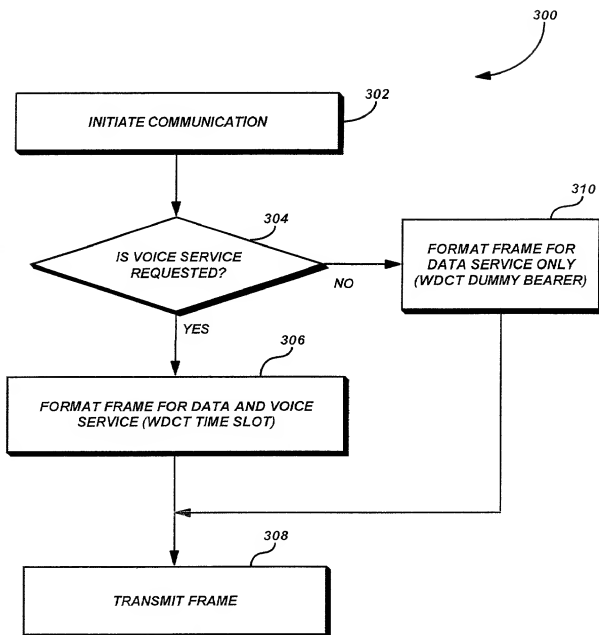 300
302
INITIATE COMMUNICATION
304
IS VOICE SERVICE
REQUESTED?
NO
YES
310
FORMAT FRAME FOR
DATA SERVICE ONLY
(WDCT DUMMY BEARER)
306
FORMAT FRAME FOR DATA AND VOICE
SERVICE (WDCT TIME SLOT)
308
TRANSMIT FRAME